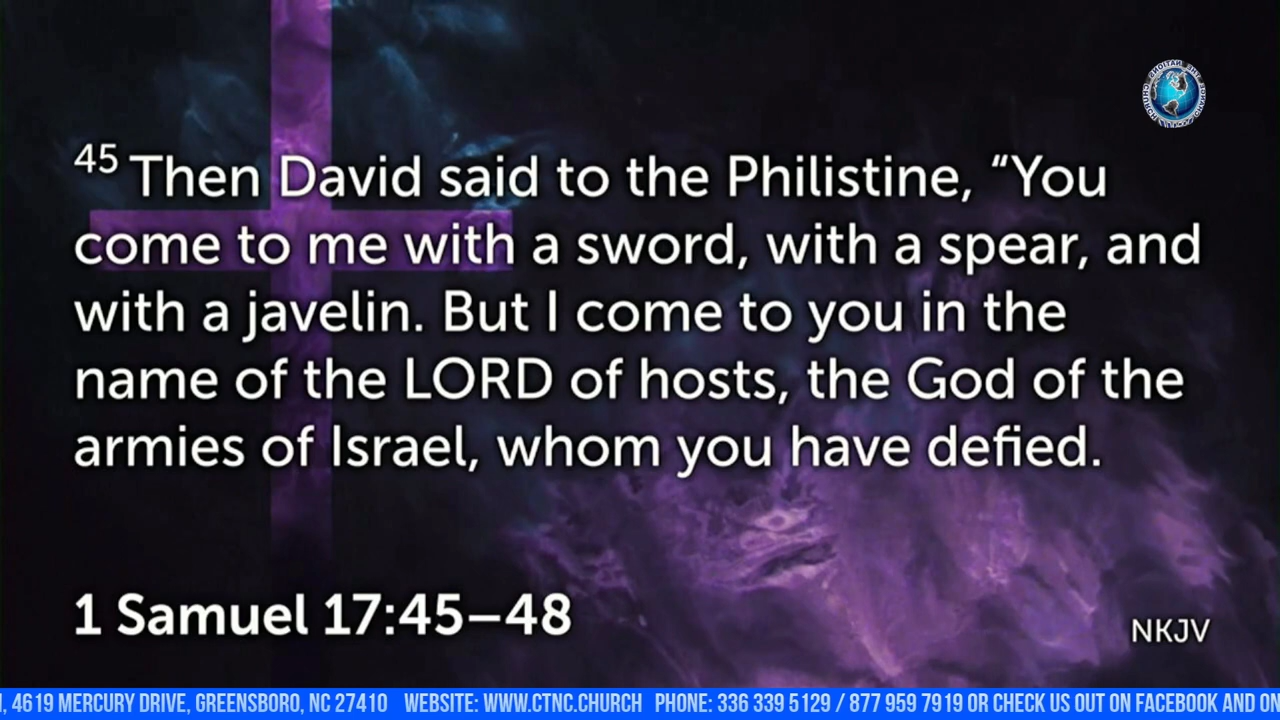 45 Then David said to the Philistine, “You
come to me with a sword, with a spear, and
with a javelin. But I come to you in the
name of the LORD of hosts, the God of the
armies of Israel, whom you have defied.
1 Samuel 17:45–48
NKJV
, 4619 MERCURY DRIVE, GREENSBORO, NC 27410 WEBSITE: WWW.CTNC.CHURCH PHONE: 336 339 5129 / 877 959 7919 OR CHECK US OUT ON FACEBOOK AND ON